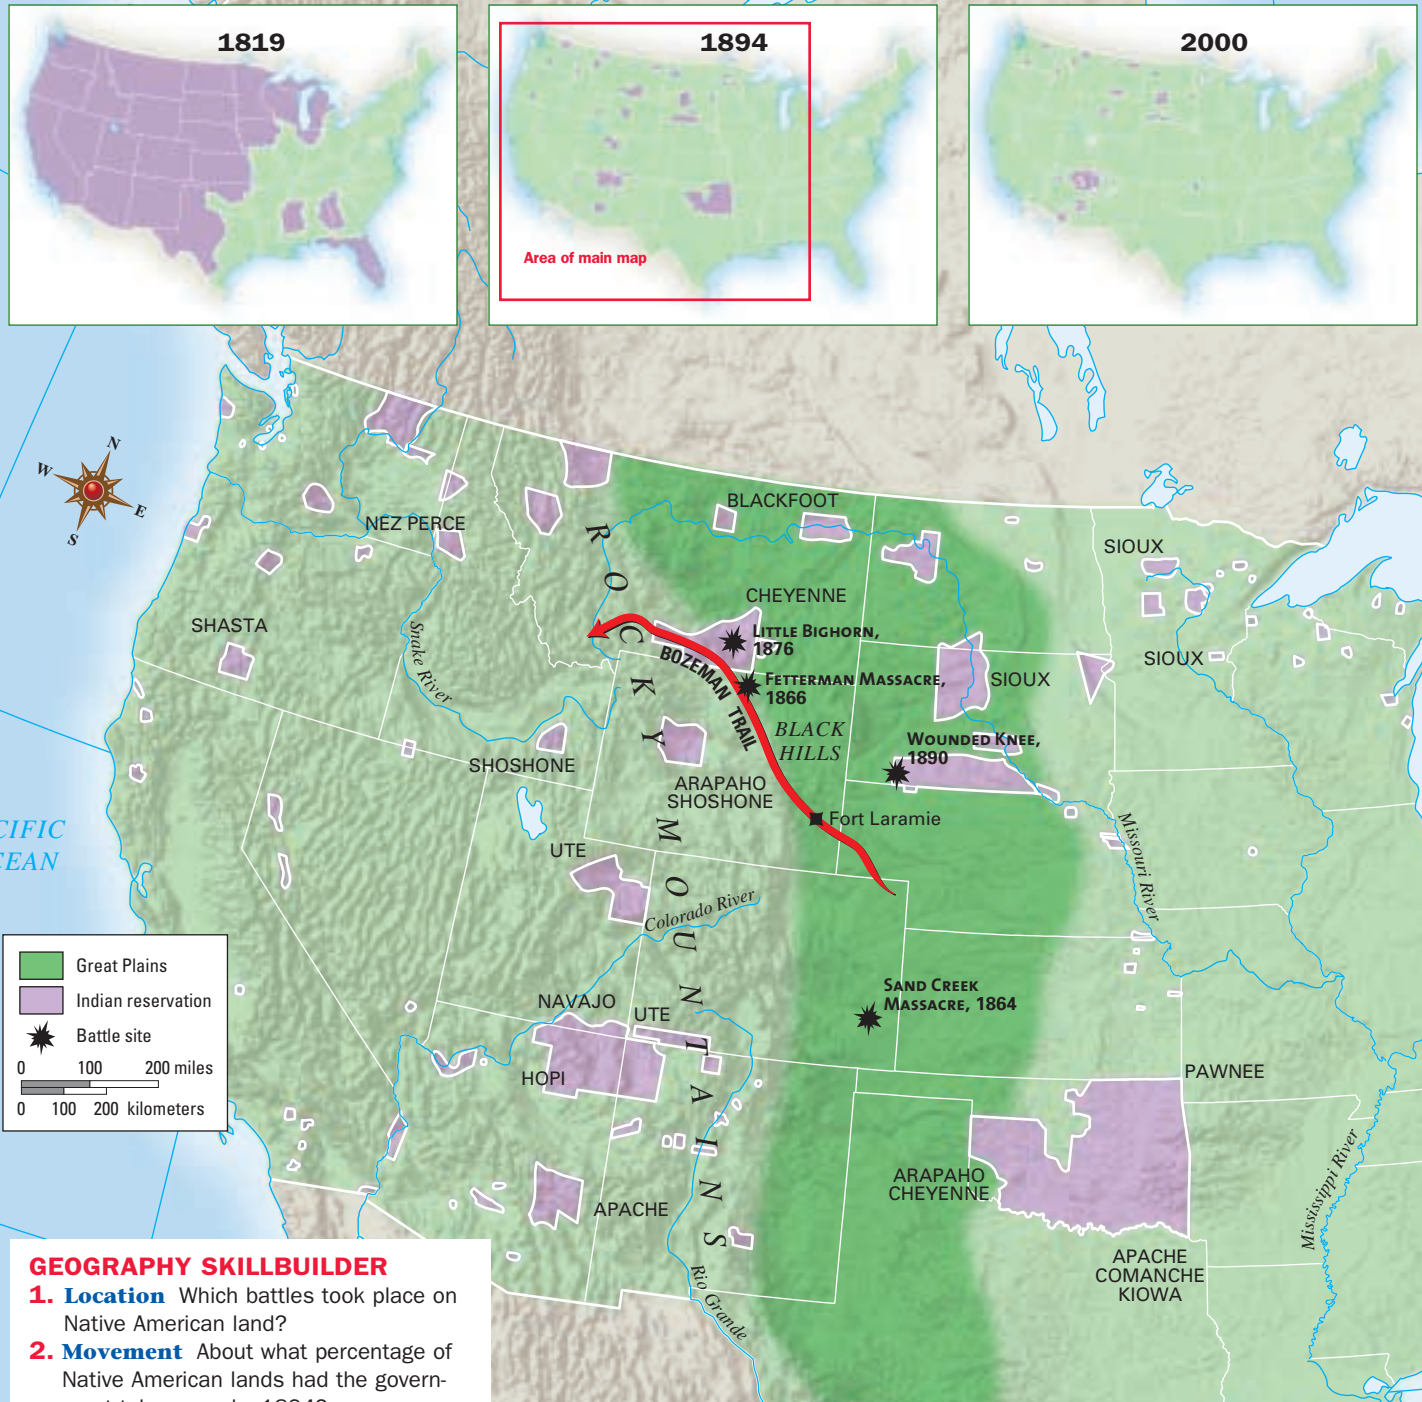 1819
1894
Area of main map
2000
N
W
E
S
BLACKFOOT
NEZ PERCE
SIOUX
CHEYENNE
SHASTA
LITTLE BIGHORN,
1876
SIOUX
Snake River
BOZEMAN TRAIL
FETTERMAN MASSACRE,
1866
SIOUX
BLACK
HILLS
WOUNDED KNEE,
1890
SHOSHONE
ARAPAHO
SHOSHONE
Fort Laramie
CIFIC
CEAN
UTE
Missouri River
ROCKY MOUNTAINS
Colorado River
Great Plains
Indian reservation
Battle site
0 100 200 miles
0 100 200 kilometers
SAND CREEK
MASSACRE, 1864
NAVAJO
UTE
HOPI
PAWNEE
ARAPAHO
CHEYENNE
APACHE
Mississippi River
APACHE
COMANCHE
KIOWA
Rio Grande
GEOGRAPHY SKILLBUILDER
1. Location Which battles took place on
Native American land?
2. Movement About what percentage of
Native American lands had the govern-